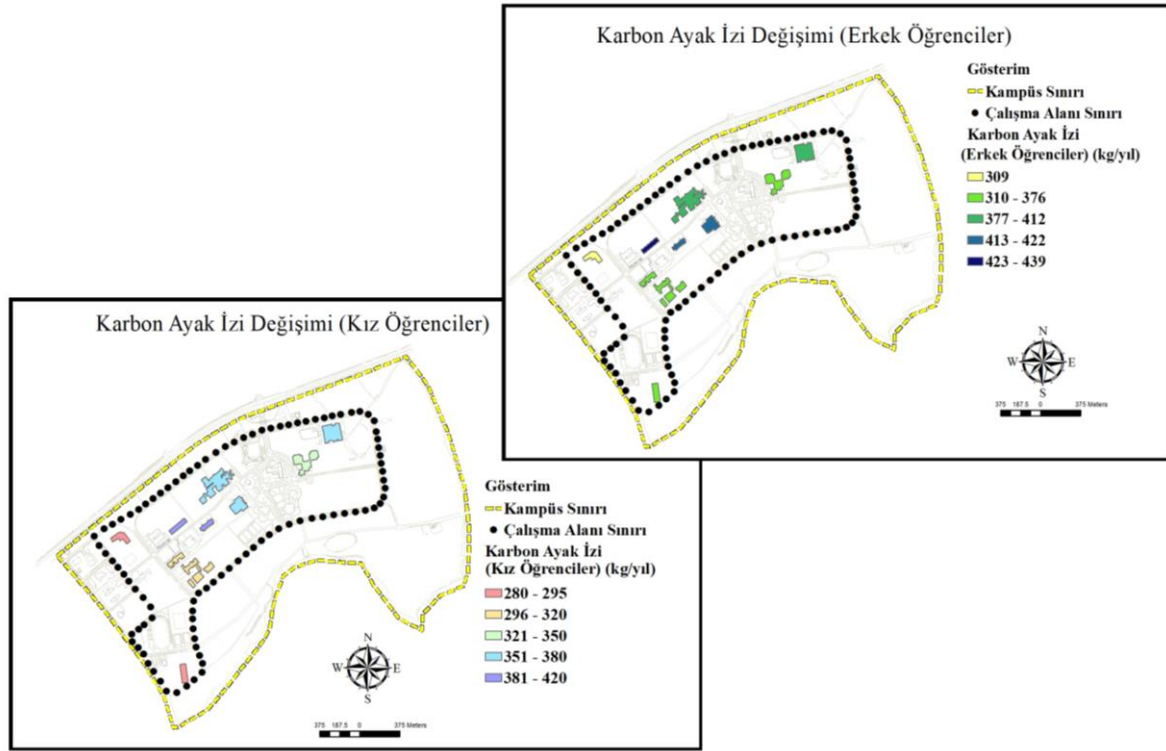 Karbon Ayak İzi Değişimi (Erkek Öğrenciler)
Gösterim
Kampüs Sınırı
Çalışma Alanı Sınırı
Karbon Ayak İzi
(Erkek Öğrenciler) (kg/yıl)
309
310 - 376
377 - 412
413 - 422
423 - 439
N
W E
S
375 187.5 0 375 Meters
Karbon Ayak İzi Değişimi (Kız Öğrenciler)
Gösterim
Kampüs Sınırı
Çalışma Alanı Sınırı
Karbon Ayak İzi
(Kız Öğrenciler) (kg/yıl)
280 - 295
296 - 320
321 - 350
351 - 380
381 - 420
N
W E
S
375 187.5 0 375 Meters